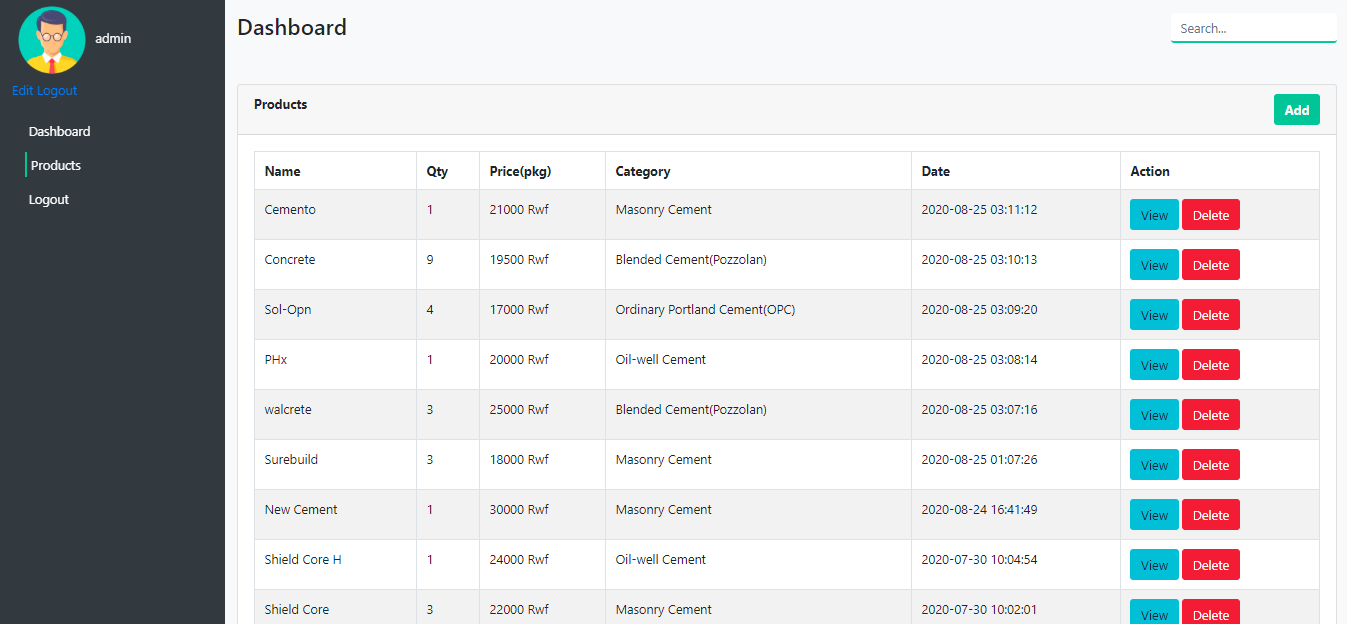 admin
Edit Logout
Dashboard
Products
Logout
Dashboard
Search...
Products
Add
Name Qty Price(pkg) Category Date Action
Cemento 1 21000 Rwf Masonry Cement 2020-08-25 03:11:12 View Delete
Concrete 9 19500 Rwf Blended Cement(Pozzolan) 2020-08-25 03:10:13 View Delete
Sol-Opn 4 17000 Rwf Ordinary Portland Cement(OPC) 2020-08-25 03:09:20 View Delete
PHx 1 20000 Rwf Oil-well Cement 2020-08-25 03:08:14 View Delete
walcrete 3 25000 Rwf Blended Cement(Pozzolan) 2020-08-25 03:07:16 View Delete
Surebuild 3 18000 Rwf Masonry Cement 2020-08-25 01:07:26 View Delete
New Cement 1 30000 Rwf Masonry Cement 2020-08-24 16:41:49 View Delete
Shield Core H 1 24000 Rwf Oil-well Cement 2020-07-30 10:04:54 View Delete
Shield Core 3 22000 Rwf Masonry Cement 2020-07-30 10:02:01 View Delete